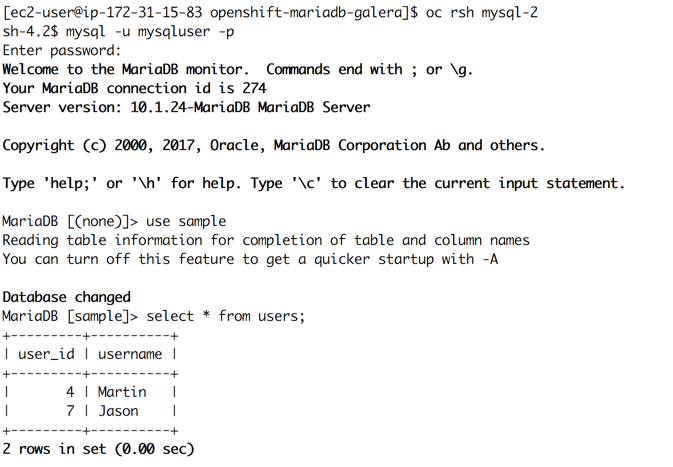 [ec2-user@ip-172-31-15-83 openshift-mariadb-galera]$ oc rsh mysql-2
sh-4.2$ mysql -u mysqluser -p
Enter password:
Welcome to the MariaDB monitor.  Commands end with ; or \g.
Your MariaDB connection id is 274
Server version: 10.1.24-MariaDB MariaDB Server

Copyright (c) 2000, 2017, Oracle, MariaDB Corporation Ab and others.

Type 'help;' or '\h' for help. Type '\c' to clear the current input statement.

MariaDB [(none)]> use sample
Reading table information for completion of table and column names
You can turn off this feature to get a quicker startup with -A

Database changed
MariaDB [sample]> select * from users;
+---------+----------+
| user_id | username |
+---------+----------+
|       4 | Martin   |
|       7 | Jason    |
+---------+----------+
2 rows in set (0.00 sec)